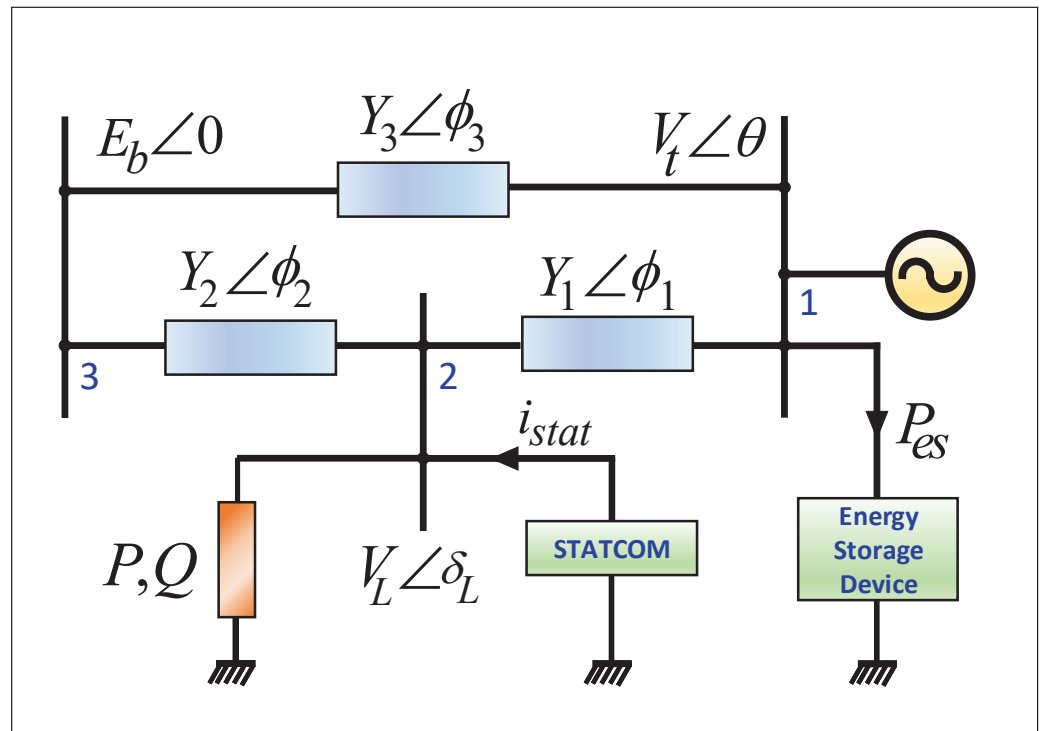 E_b∠0
Y_3∠ϕ_3
V_t∠θ
Y_2∠ϕ_2
Y_1∠ϕ_1
1
3
2
i_stat
P_es
P,Q
V_L∠δ_L
STATCOM
Energy
Storage
Device